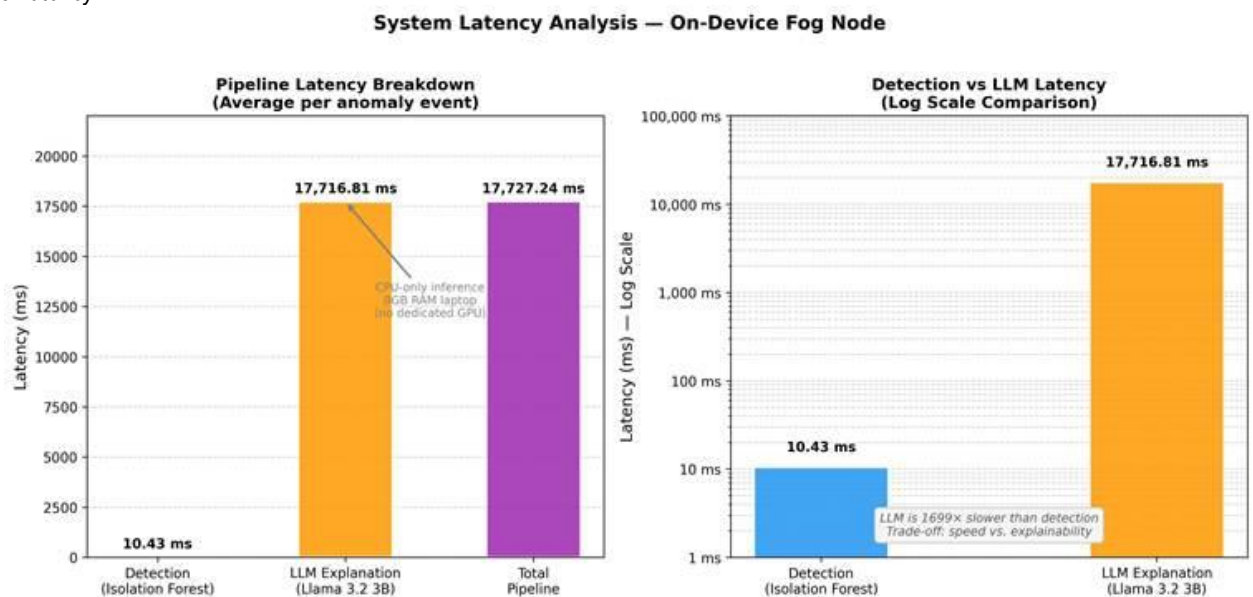 System Latency Analysis — On-Device Fog Node
Pipeline Latency Breakdown
(Average per anomaly event)
Latency (ms)
20000
17500
15000
12500
10000
7500
5000
2500
0
10.43 ms
17,716.81 ms
17,727.24 ms
CPU-only inference
8GB RAM laptop
(no dedicated GPU)
Detection
(Isolation Forest)
LLM Explanation
(Llama 3.2 3B)
Total
Pipeline
Detection vs LLM Latency
(Log Scale Comparison)
Latency (ms) — Log Scale
100,000 ms
10,000 ms
1,000 ms
100 ms
10 ms
1 ms
10.43 ms
17,716.81 ms
LLM is 1699× slower than detection
Trade-off: speed vs. explainability
Detection
(Isolation Forest)
LLM Explanation
(Llama 3.2 3B)